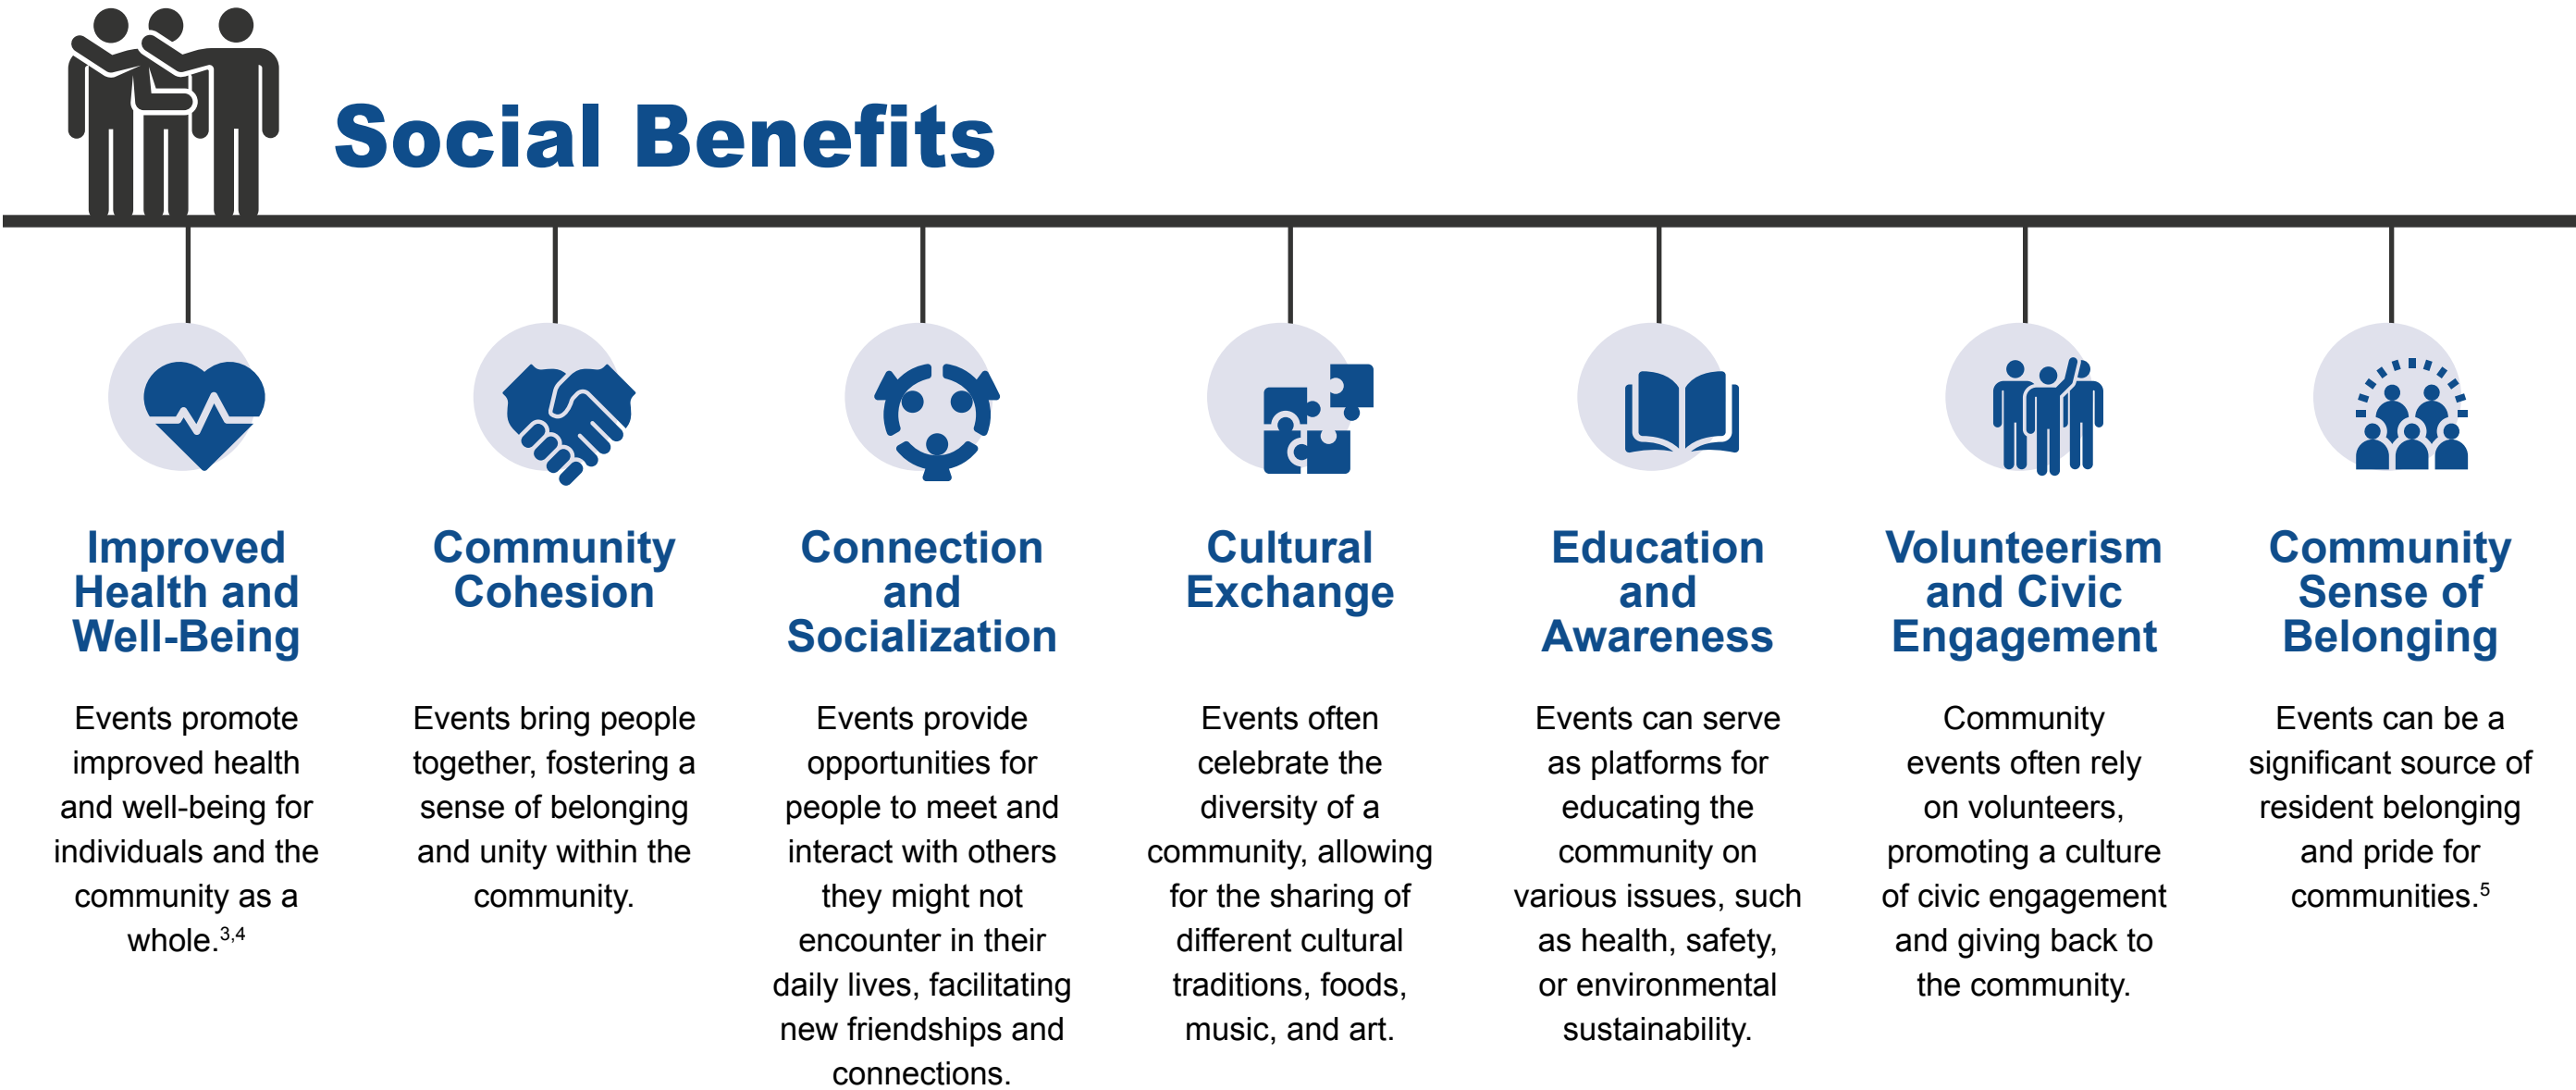 Social Benefits
Improved
Health and
Well-Being
Events promote
improved health
and well-being for
individuals and the
community as a
whole.3,4
Community
Cohesion
Events bring people
together, fostering a
sense of belonging
and unity within the
community.
Connection
and
Socialization
Events provide
opportunities for
people to meet and
interact with others
they might not
encounter in their
daily lives, facilitating
new friendships and
connections.
Cultural
Exchange
Events often
celebrate the
diversity of a
community, allowing
for the sharing of
different cultural
traditions, foods,
music, and art.
Education
and
Awareness
Events can serve
as platforms for
educating the
community on
various issues, such
as health, safety,
or environmental
sustainability.
Volunteerism
and Civic
Engagement
Community
events often rely
on volunteers,
promoting a culture
of civic engagement
and giving back to
the community.
Community
Sense of
Belonging
Events can be a
significant source of
resident belonging
and pride for
communities.5